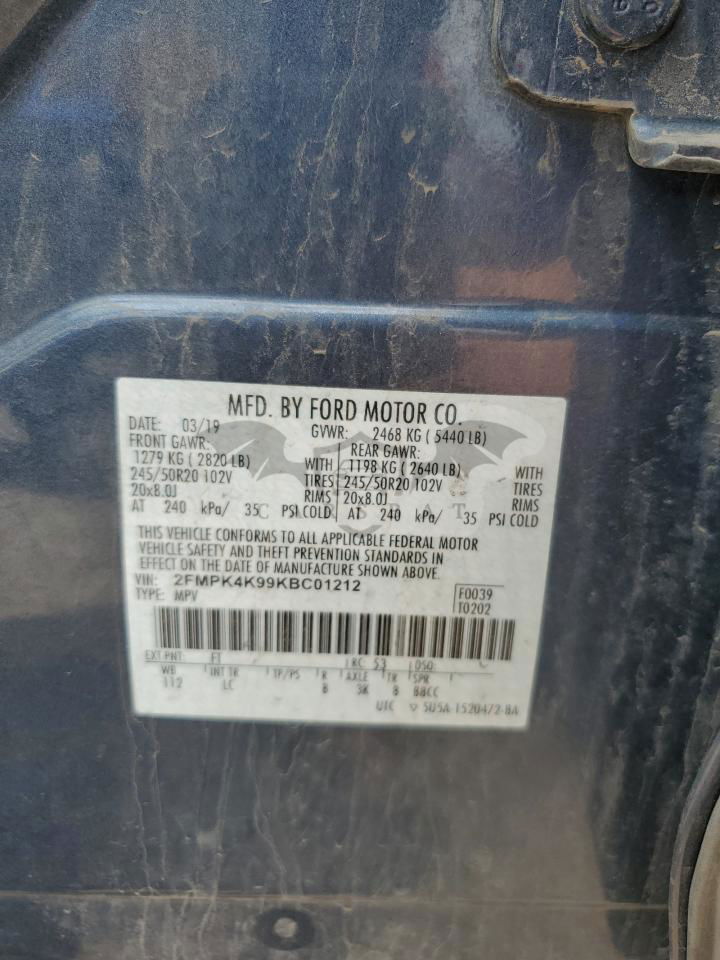 MFD. BY FORD MOTOR CO.
DATE: 03/19 GVWR: 2468 KG ( 5440 LB)
FRONT GAWR: REAR GAWR:
1279 KG ( 2820 LB) WITH 1198 KG ( 2640 LB) WITH
245/50R20 102V TIRES 245/50R20 102V TIRES
20x8.0J RIMS 20x8.0J RIMS
AT 240 kPa/ 35 PSI COLD AT 240 kPa/ 35 PSI COLD
THIS VEHICLE CONFORMS TO ALL APPLICABLE FEDERAL MOTOR
VEHICLE SAFETY AND THEFT PREVENTION STANDARDS IN
EFFECT ON THE DATE OF MANUFACTURE SHOWN ABOVE.
VIN: 2FMPK4K99KBC01212 F0039
TYPE: MPV T0202
EXT PNT: FT RC: 53 DSO:
WB INT TR TP/PS R AXLE TR SPR
112 LC B 3K 8 BBCC
UTC ▽ 5U5A-1520472-BA